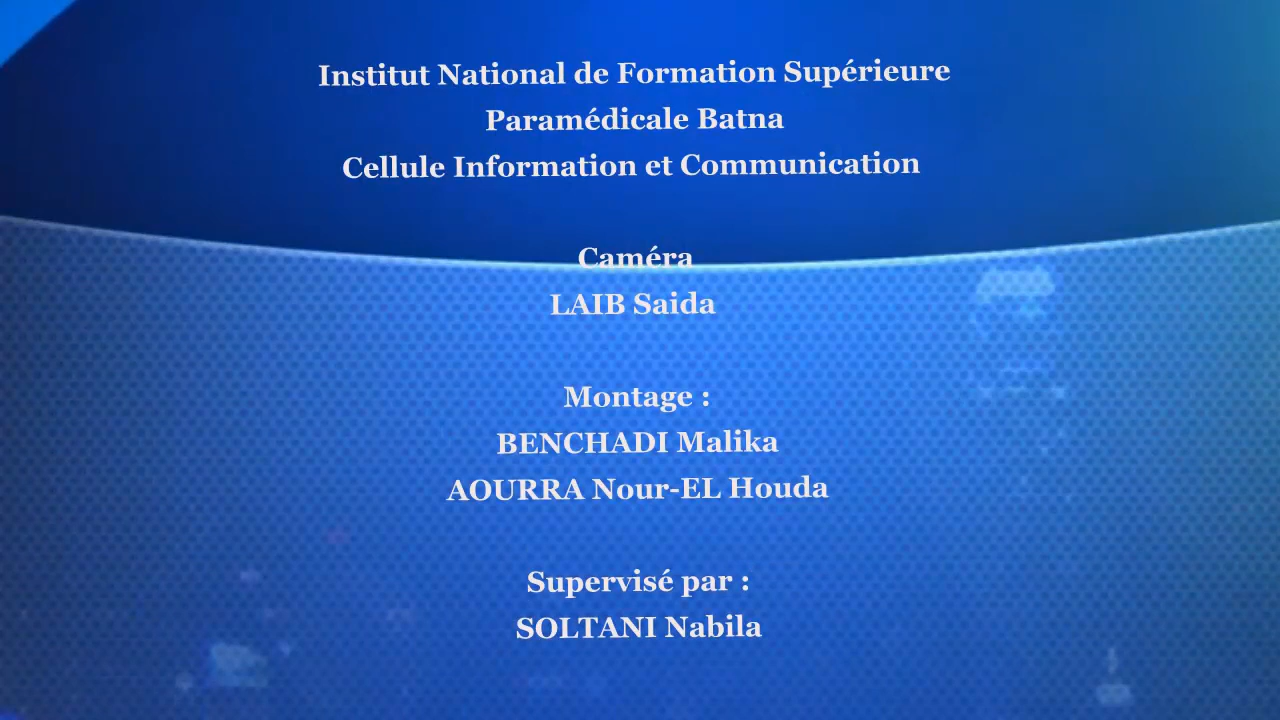 Institut National de Formation Supérieure
Paramédicale Batna
Cellule Information et Communication
Caméra
LAIB Saida
Montage :
BENCHADI Malika
AOURRA Nour-EL Houda
Supervisé par :
SOLTANI Nabila